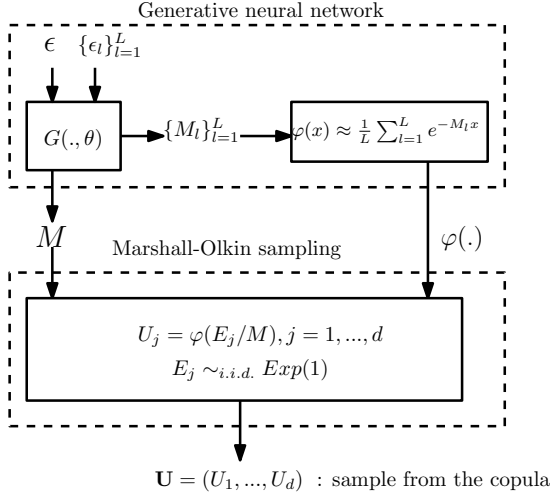 Generative neural network
ϵ {ϵ_l}_{l=1}^L
G(., θ) {M_l}_{l=1}^L φ(x) ≈ 1/L ∑_{l=1}^L e^{-M_l x}
M φ(.)
Marshall-Olkin sampling
U_j = φ(E_j/M), j = 1, ..., d
E_j ∼_{i.i.d.} Exp(1)
U = (U_1, ..., U_d) : sample from the copula